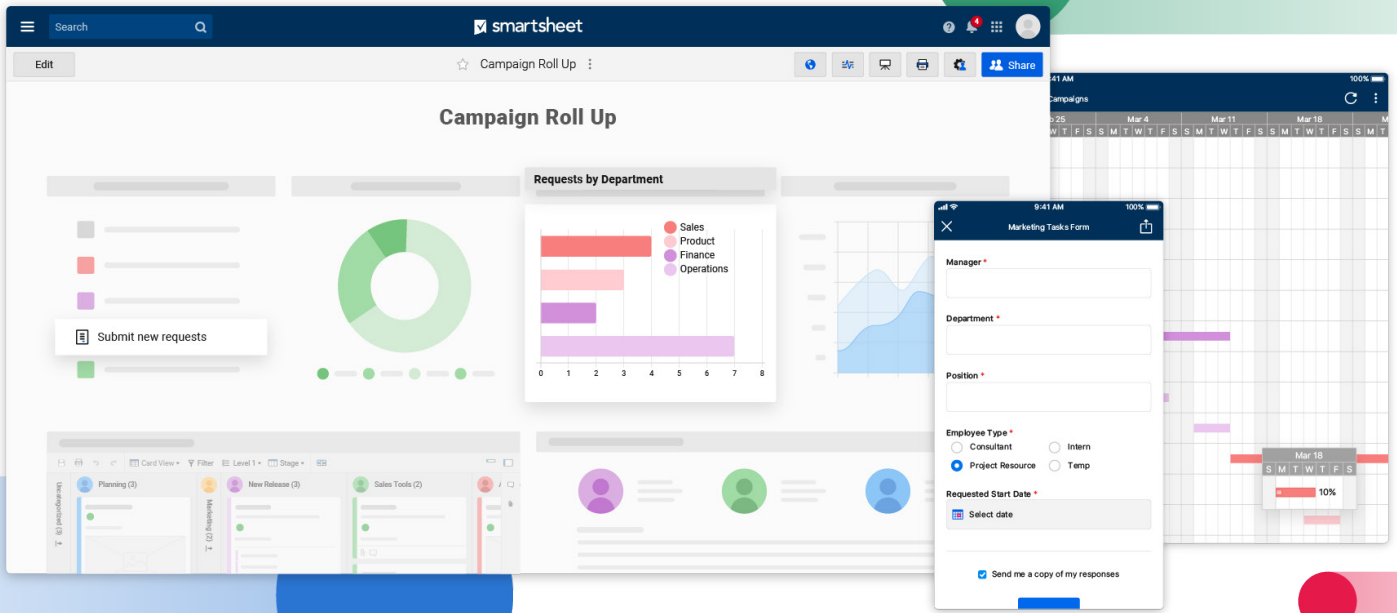 Search
smartsheet
4
Edit
Campaign Roll Up
Share
Campaign Roll Up
Requests by Department
Sales
Product
Finance
Operations
0 1 2 3 4 5 6 7 8
Submit new requests
Card View
Filter
Level 1
Stage
Uncategorized (3)
Planning (3)
Marketing (2)
New Release (3)
Sales Tools (2)
:41 AM
100%
Campaigns
25
Mar 4
Mar 11
Mar 18
W T F S S M T W T F S S M T W T F S S M T W T F S S M T
Mar 18
S M T W T F S
10%
9:41 AM
100%
Marketing Tasks Form
Manager *
Department *
Position *
Employee Type *
Consultant
Intern
Project Resource
Temp
Requested Start Date *
Select date
Send me a copy of my responses